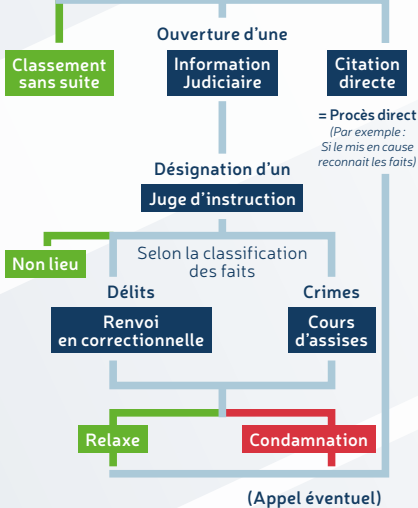 Ouverture d'une
Classement
sans suite
Information
Judiciaire
Citation
directe
= Procès direct
(Par exemple :
Si le mis en cause
reconnait les faits)
Désignation d'un
Juge d'instruction
Non lieu
Selon la classification
des faits
Délits
Crimes
Renvoi
en correctionnelle
Cours
d'assises
Relaxe
Condamnation
(Appel éventuel)